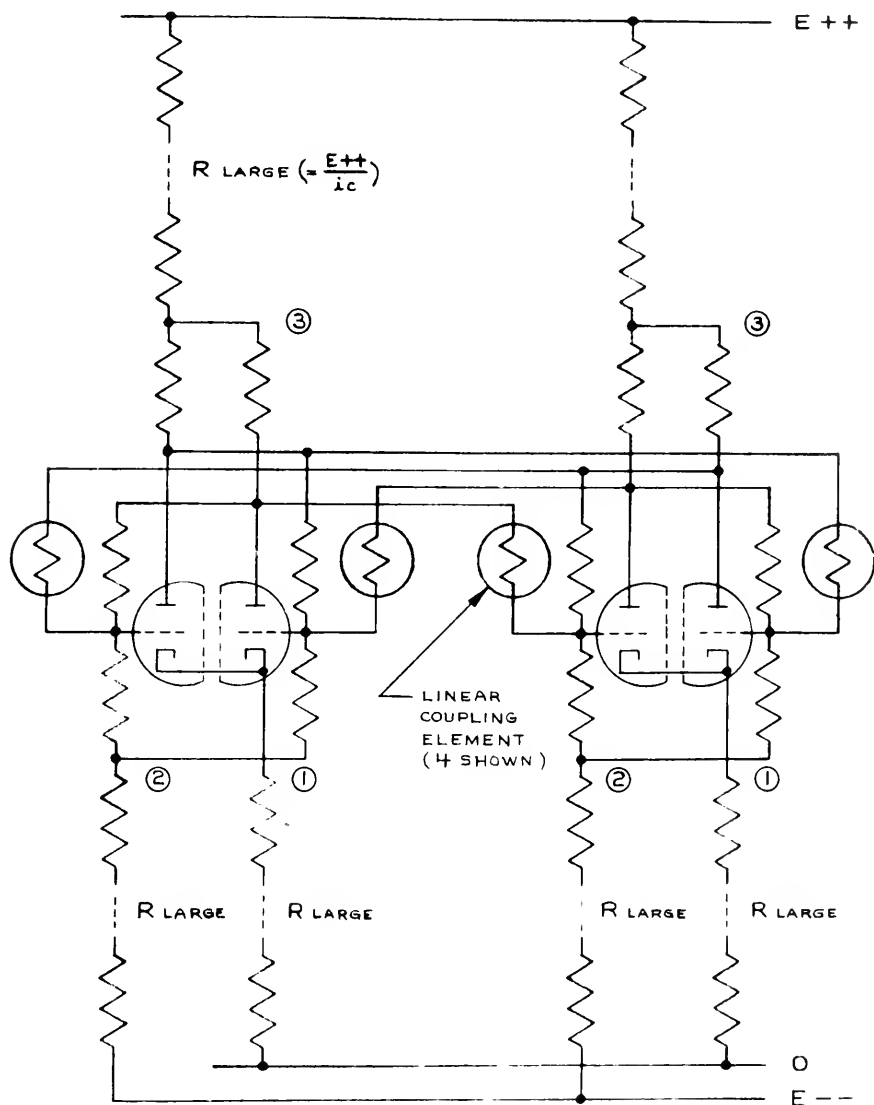 E ++
R LARGE (= E++ / ic)
③ ③
LINEAR
COUPLING
ELEMENT
(4 SHOWN)
② ① ② ①
R LARGE R LARGE R LARGE R LARGE
O
E --